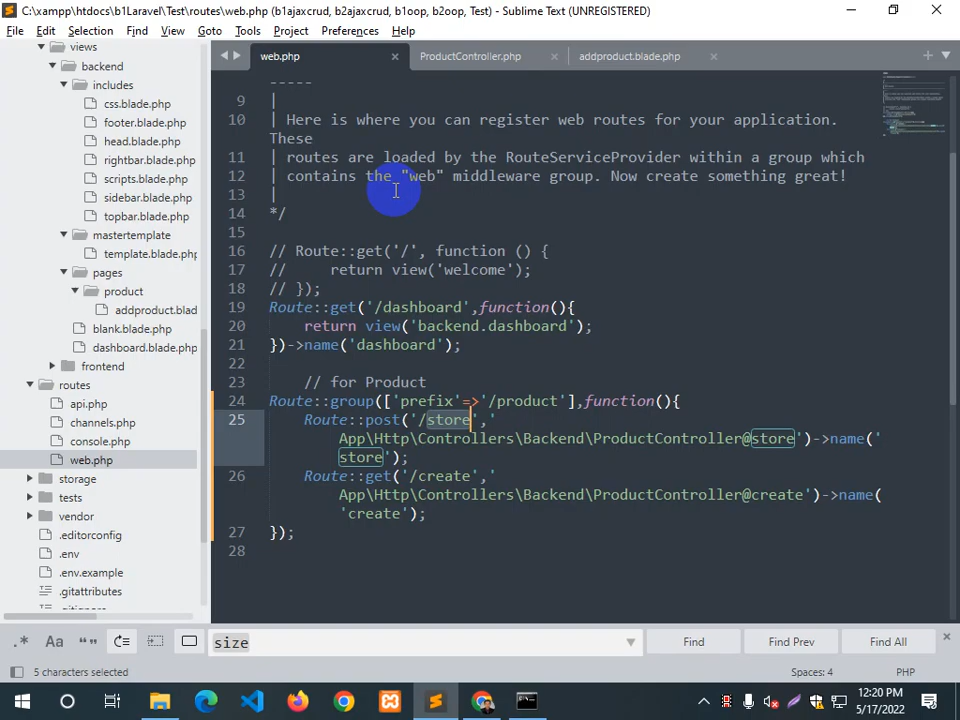 C:\xampp\htdocs\b1Laravel\Test\routes\web.php (b1ajaxcrud, b2ajaxcrud, b1oop, b2oop, Test) - Sublime Text (UNREGISTERED)
File Edit Selection Find View Goto Tools Project Preferences Help
views
backend
includes
css.blade.php
footer.blade.php
head.blade.php
rightbar.blade.php
scripts.blade.php
sidebar.blade.php
topbar.blade.php
mastertemplate
template.blade.php
pages
product
addproduct.blad
blank.blade.php
dashboard.blade.php
frontend
routes
api.php
channels.php
console.php
web.php
storage
tests
vendor
.editorconfig
.env
.env.example
.gitattributes
.gitignore
web.php ProductController.php addproduct.blade.php
-----
9 |
10 | Here is where you can register web routes for your application.
These
11 | routes are loaded by the RouteServiceProvider within a group which
12 | contains the "web" middleware group. Now create something great!
13 |
14 */
15
16 // Route::get('/', function () {
17 //     return view('welcome');
18 // });
19 Route::get('/dashboard',function(){
20     return view('backend.dashboard');
21 })->name('dashboard');
22
23     // for Product
24 Route::group(['prefix'=>'/product'],function(){
25     Route::post('/store','
App\Http\Controllers\Backend\ProductController@store')->name('
store');
26     Route::get('/create','
App\Http\Controllers\Backend\ProductController@create')->name(
'create');
27 });
28
.* Aa “” size Find Find Prev Find All
5 characters selected Spaces: 4 PHP
12:20 PM
5/17/2022